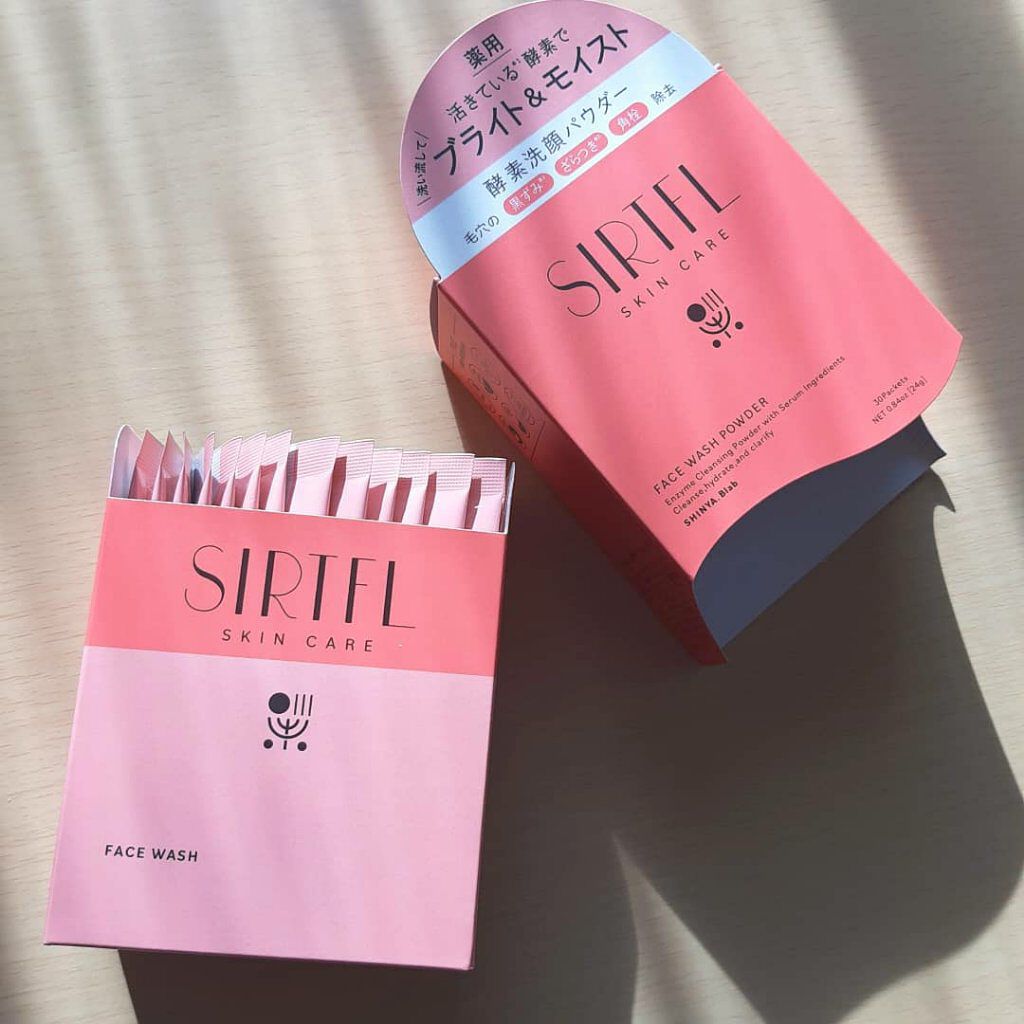 薬用
洗い流して
活きている※1酵素で
ブライト&モイスト
酵素洗顔パウダー
毛穴の 黒ずみ ざらつき 角栓 除去
SIRTFL
SKIN CARE
FACE WASH POWDER
Enzyme Cleansing Powder with Serum Ingredients
Cleanse,hydrate,and clarify
SHINYA.Blab
30Packets
NET 0.84oz [24g]
SIRTFL
SKIN CARE
FACE WASH